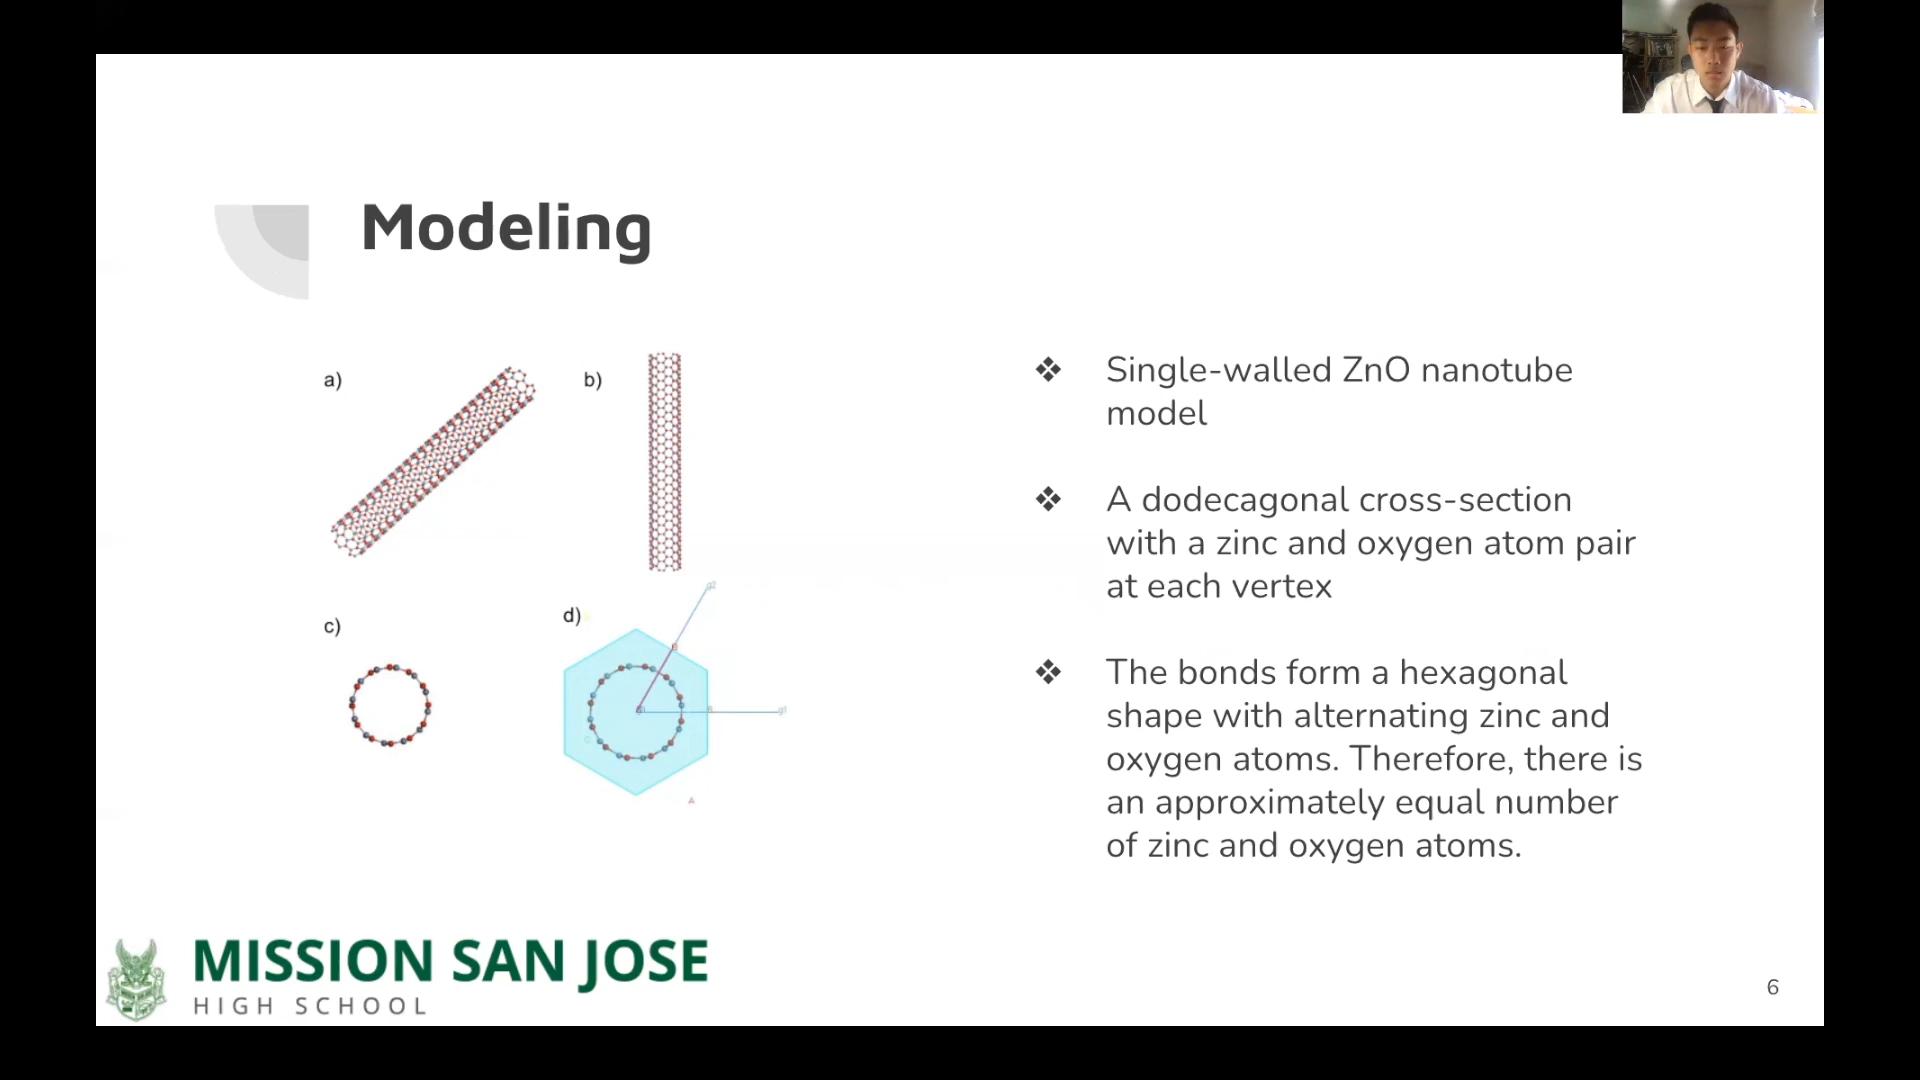 Modeling
a)
b)
c)
d)
g2
g1
A
❖ Single-walled ZnO nanotube
model
❖ A dodecagonal cross-section
with a zinc and oxygen atom pair
at each vertex
❖ The bonds form a hexagonal
shape with alternating zinc and
oxygen atoms. Therefore, there is
an approximately equal number
of zinc and oxygen atoms.
MISSION SAN JOSE
HIGH SCHOOL
6